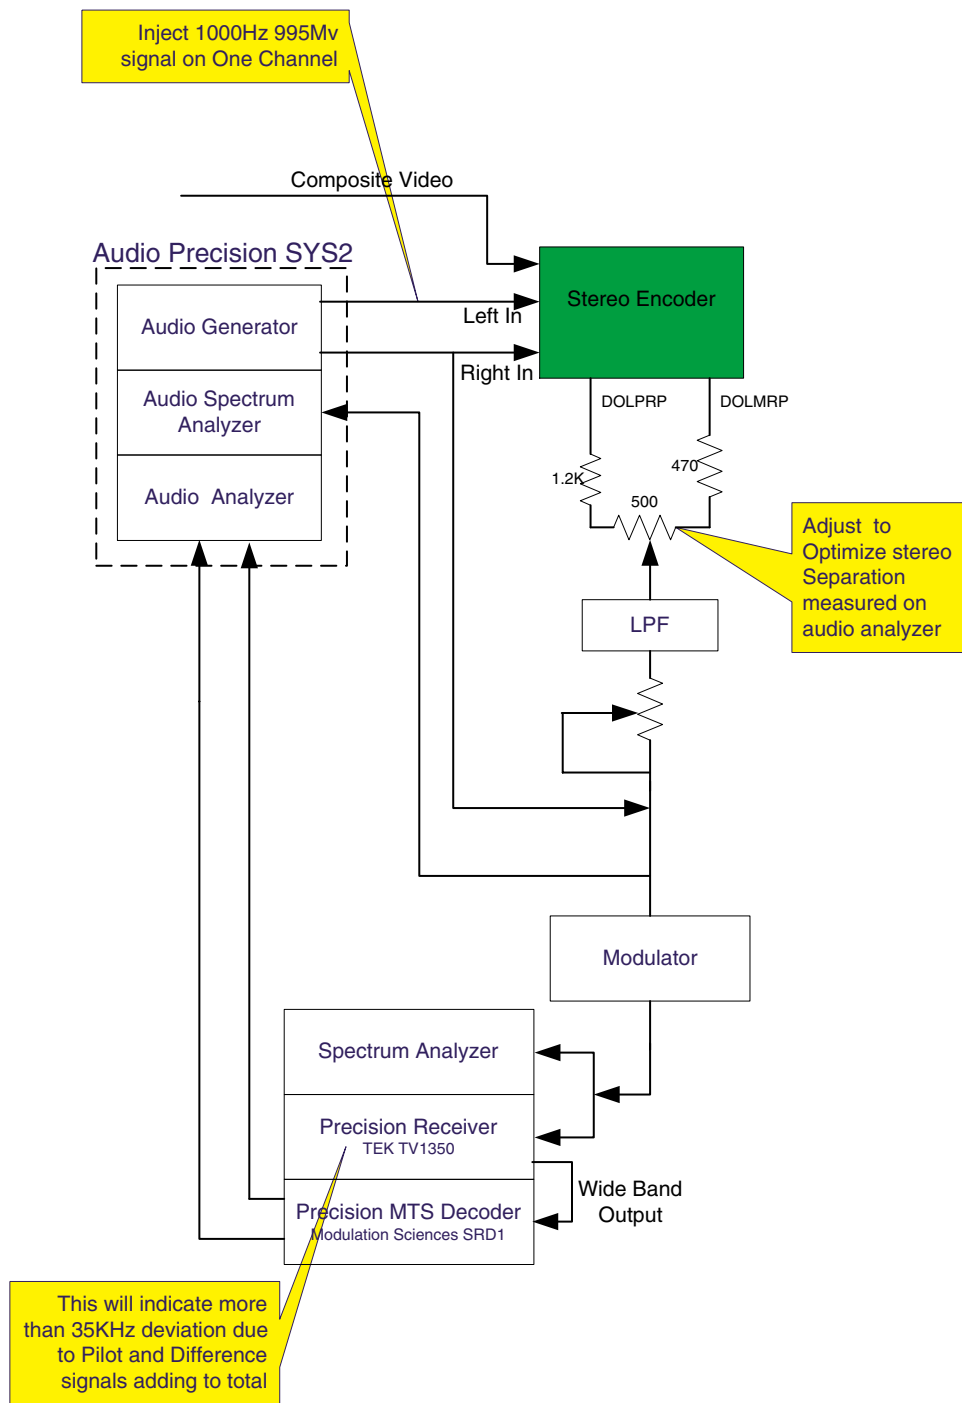 Inject 1000Hz 995Mv
signal on One Channel
Composite Video
Audio Precision SYS2
Stereo Encoder
Audio Generator
Left In
Right In
Audio Spectrum
Analyzer
Audio Analyzer
DOLPRP
DOLMRP
1.2K
470
500
Adjust to
Optimize stereo
Separation
measured on
audio analyzer
LPF
Modulator
Spectrum Analyzer
Precision Receiver
TEK TV1350
Wide Band
Output
Precision MTS Decoder
Modulation Sciences SRD1
This will indicate more
than 35KHz deviation due
to Pilot and Difference
signals adding to total